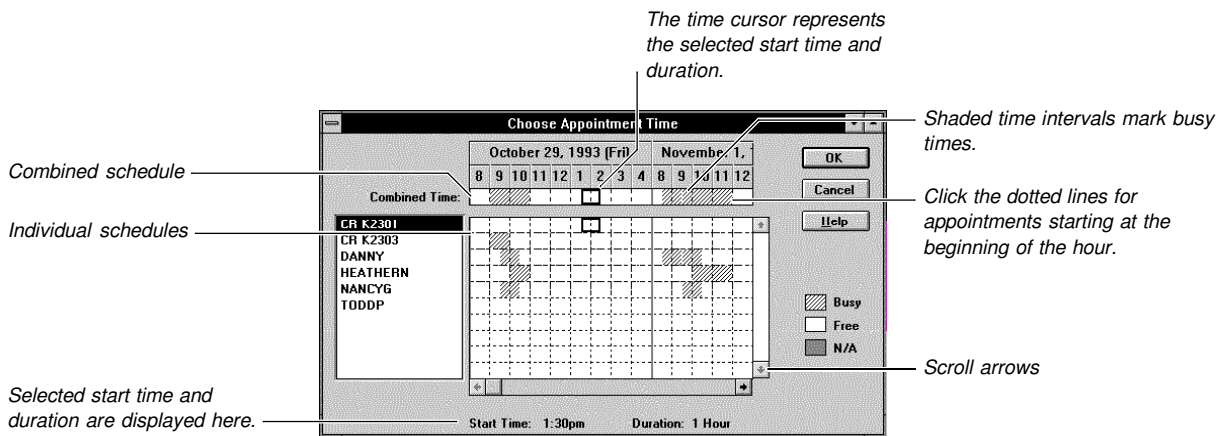 The time cursor represents
the selected start time and
duration.
Choose Appointment Time
Shaded time intervals mark busy
times.
October 29, 1993 (Fri)
November 1,
OK
8 9 10 11 12 1 2 3 4 8 9 10 11 12
Combined schedule
Combined Time:
Cancel
Click the dotted lines for
appointments starting at the
beginning of the hour.
Help
Individual schedules
CR K2301
CR K2303
DANNY
HEATHERN
NANCYG
TODDP
Busy
Free
N/A
Scroll arrows
Selected start time and
duration are displayed here.
Start Time: 1:30pm Duration: 1 Hour